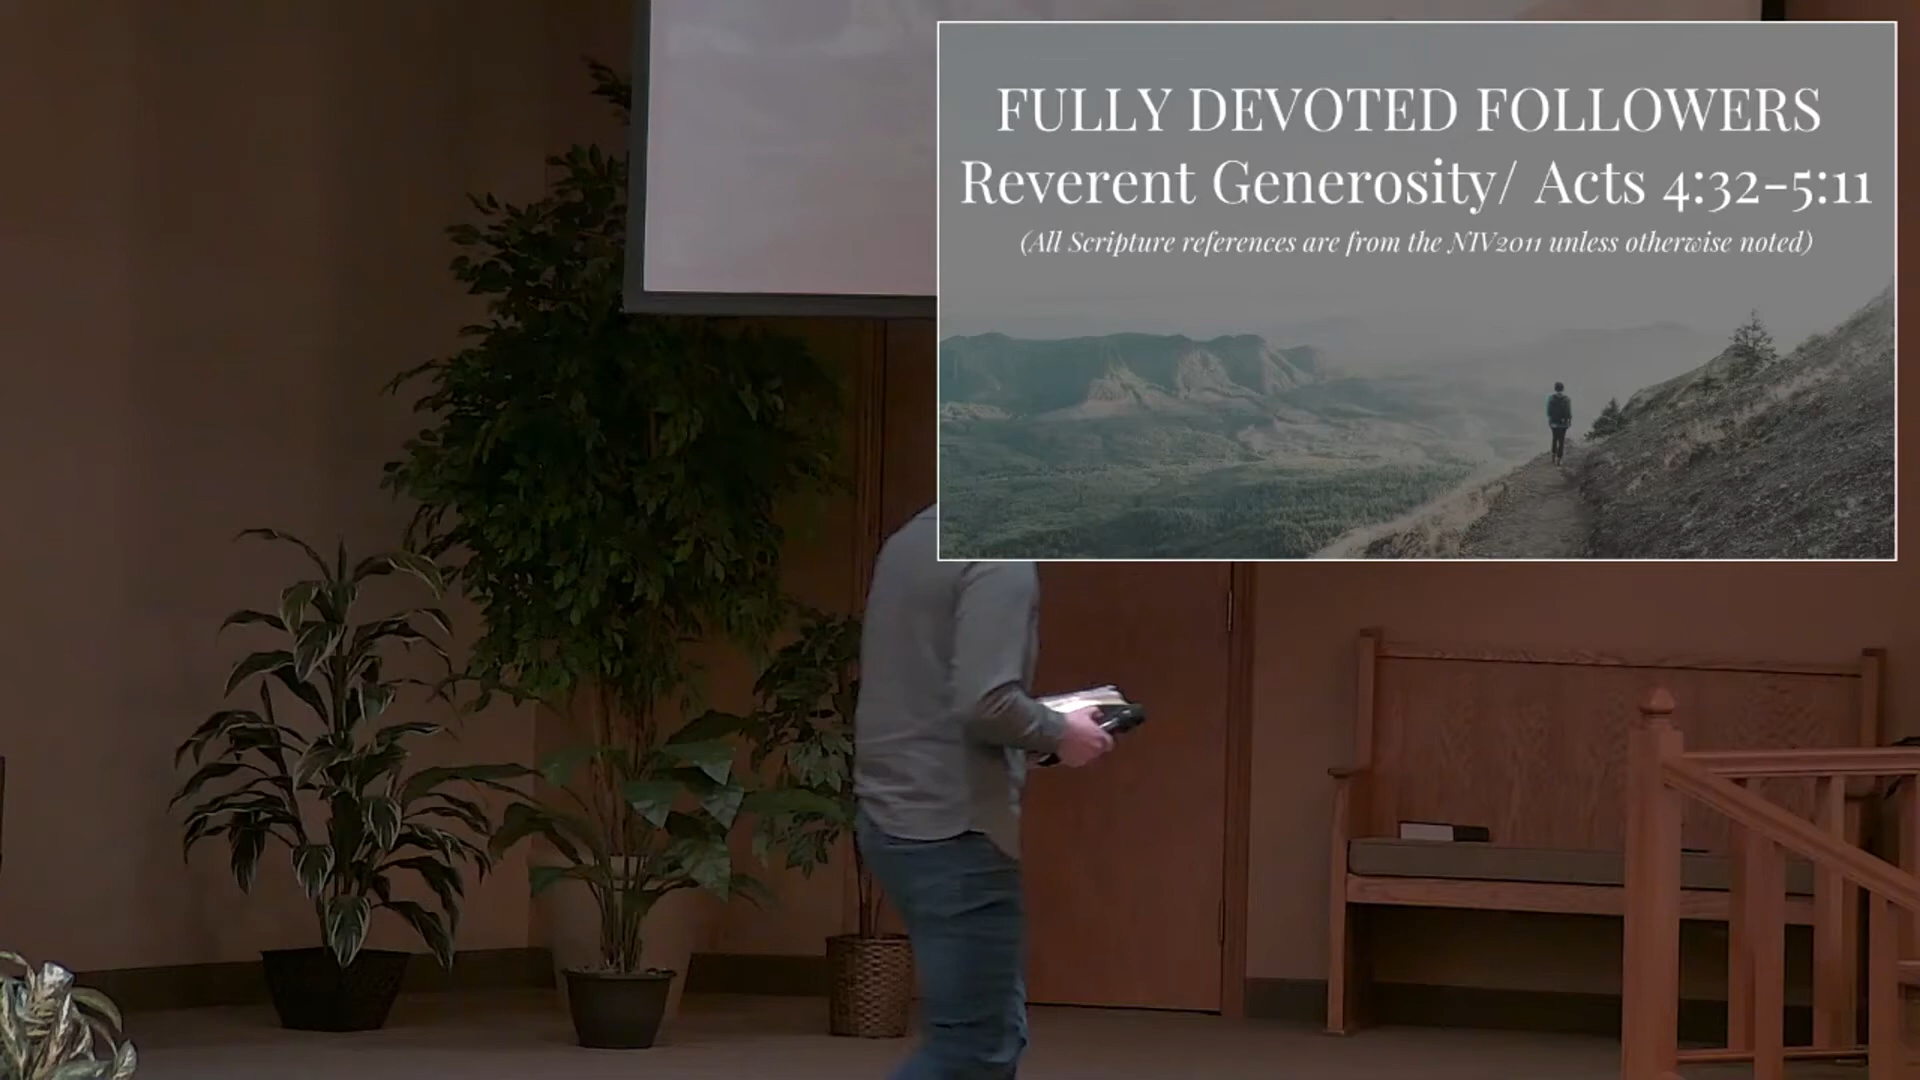 FULLY DEVOTED FOLLOWERS
Reverent Generosity/ Acts 4:32-5:11
(All Scripture references are from the NIV2011 unless otherwise noted)